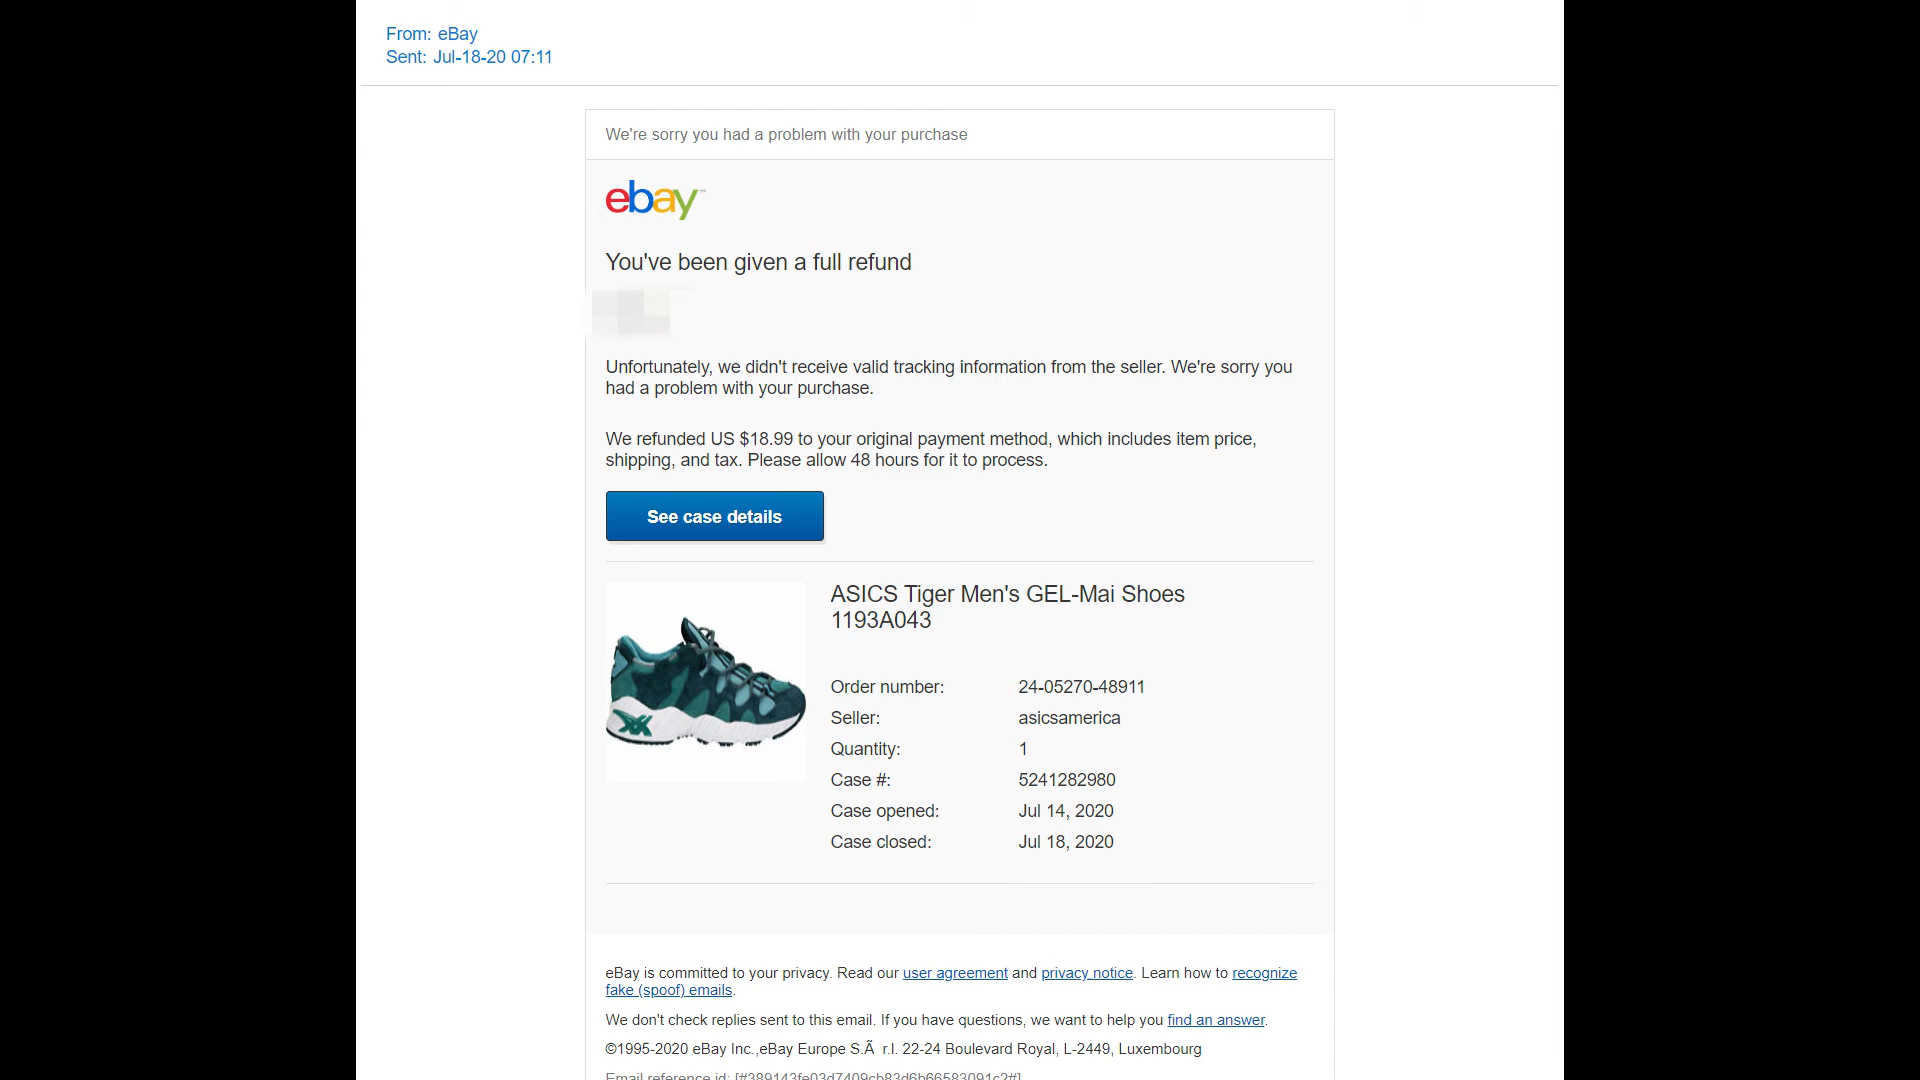 From: eBay
Sent: Jul-18-20 07:11
We're sorry you had a problem with your purchase
ebay™
You've been given a full refund
Unfortunately, we didn't receive valid tracking information from the seller. We're sorry you
had a problem with your purchase.
We refunded US $18.99 to your original payment method, which includes item price,
shipping, and tax. Please allow 48 hours for it to process.
See case details
ASICS Tiger Men's GEL-Mai Shoes
1193A043
Order number: 24-05270-48911
Seller: asicsamerica
Quantity: 1
Case #: 5241282980
Case opened: Jul 14, 2020
Case closed: Jul 18, 2020
eBay is committed to your privacy. Read our user agreement and privacy notice. Learn how to recognize
fake (spoof) emails.
We don't check replies sent to this email. If you have questions, we want to help you find an answer.
©1995-2020 eBay Inc.,eBay Europe S.Ã r.l. 22-24 Boulevard Royal, L-2449, Luxembourg
Email reference id: [#389143fe03d7409cb83d6b66583091c2#]